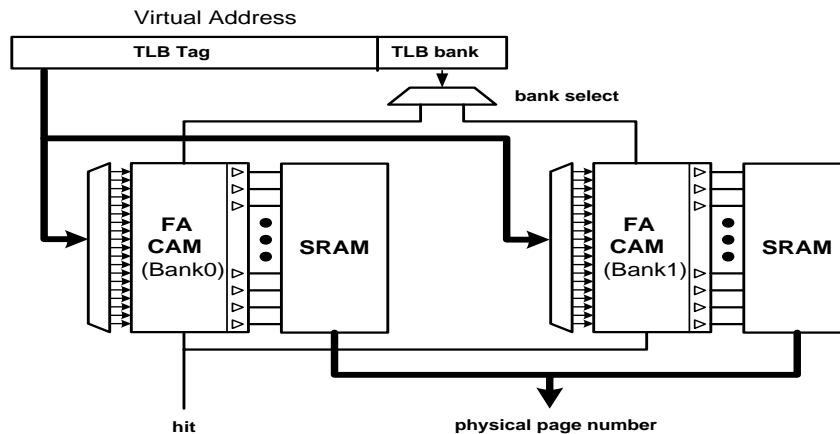 Virtual Address
TLB Tag
TLB bank
bank select
FA
CAM
(Bank0)
SRAM
FA
CAM
(Bank1)
SRAM
hit
physical page number